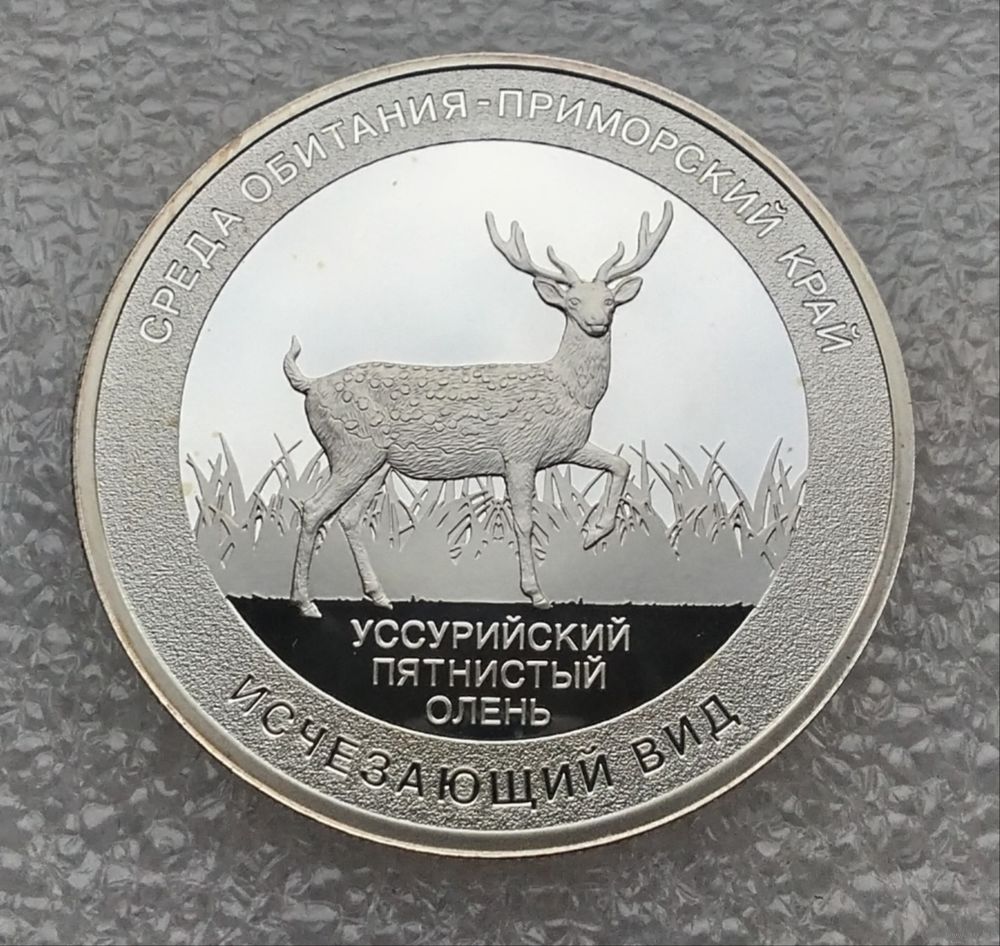 СРЕДА ОБИТАНИЯ-ПРИМОРСКИЙ КРАЙ
УССУРИЙСКИЙ
ПЯТНИСТЫЙ
ОЛЕНЬ
ИСЧЕЗАЮЩИЙ ВИД